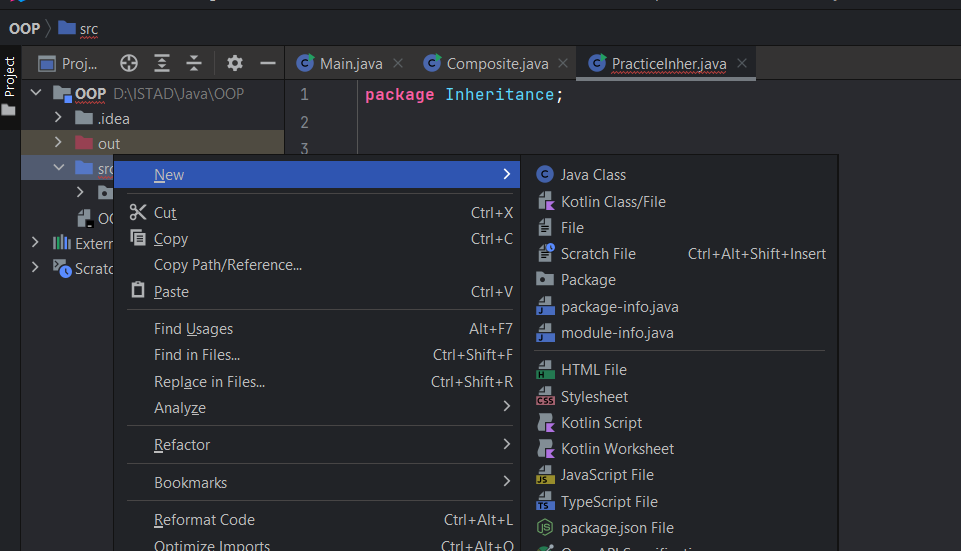 OOP src
Project
Proj...
Main.java
Composite.java
PracticeInher.java
OOP D:\ISTAD\Java\OOP
.idea
out
src
Extern
Scratc
1 package Inheritance;
2
3
New
Cut Ctrl+X
Copy Ctrl+C
Copy Path/Reference...
Paste Ctrl+V
Find Usages Alt+F7
Find in Files... Ctrl+Shift+F
Replace in Files... Ctrl+Shift+R
Analyze
Refactor
Bookmarks
Reformat Code Ctrl+Alt+L
Optimize Imports Ctrl+Alt+O
Java Class
Kotlin Class/File
File
Scratch File Ctrl+Alt+Shift+Insert
Package
package-info.java
module-info.java
HTML File
Stylesheet
Kotlin Script
Kotlin Worksheet
JavaScript File
TypeScript File
package.json File